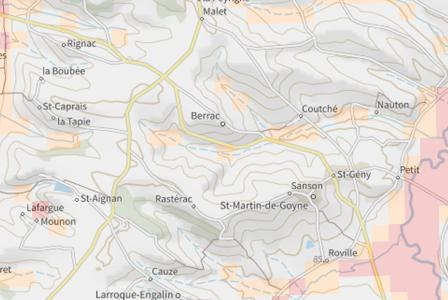 Malet
Rignac
la Boubée
St-Caprais
la Tapie
Berrac
Coutché
Nauton
St-Gény
Petit
Sanson
St-Martin-de-Goyne
St-Aignan
Rastérac
Lafargue
Mounon
Roville
85
Cauze
Larroque-Engalin